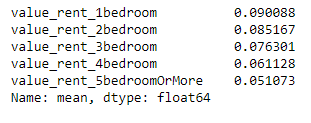 value_rent_1bedroom 0.090088
value_rent_2bedroom 0.085167
value_rent_3bedroom 0.076301
value_rent_4bedroom 0.061128
value_rent_5bedroomOrMore 0.051073
Name: mean, dtype: float64